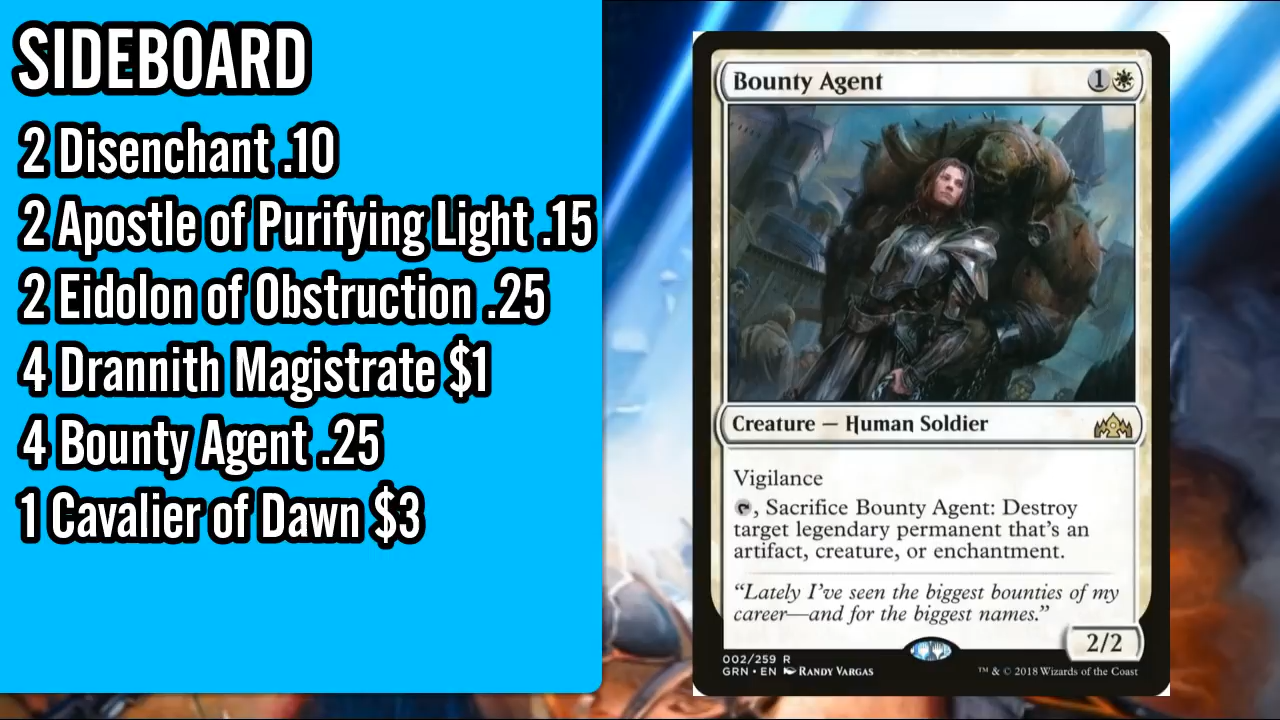 SIDEBOARD
2 Disenchant .10
2 Apostle of Purifying Light .15
2 Eidolon of Obstruction .25
4 Drannith Magistrate $1
4 Bounty Agent .25
1 Cavalier of Dawn $3
Bounty Agent 1
Creature — Human Soldier
Vigilance
, Sacrifice Bounty Agent: Destroy
target legendary permanent that's an
artifact, creature, or enchantment.
"Lately I've seen the biggest bounties of my
career—and for the biggest names."
2/2
002/259 R
GRN • EN RANDY VARGAS
™ & © 2018 Wizards of the Coast